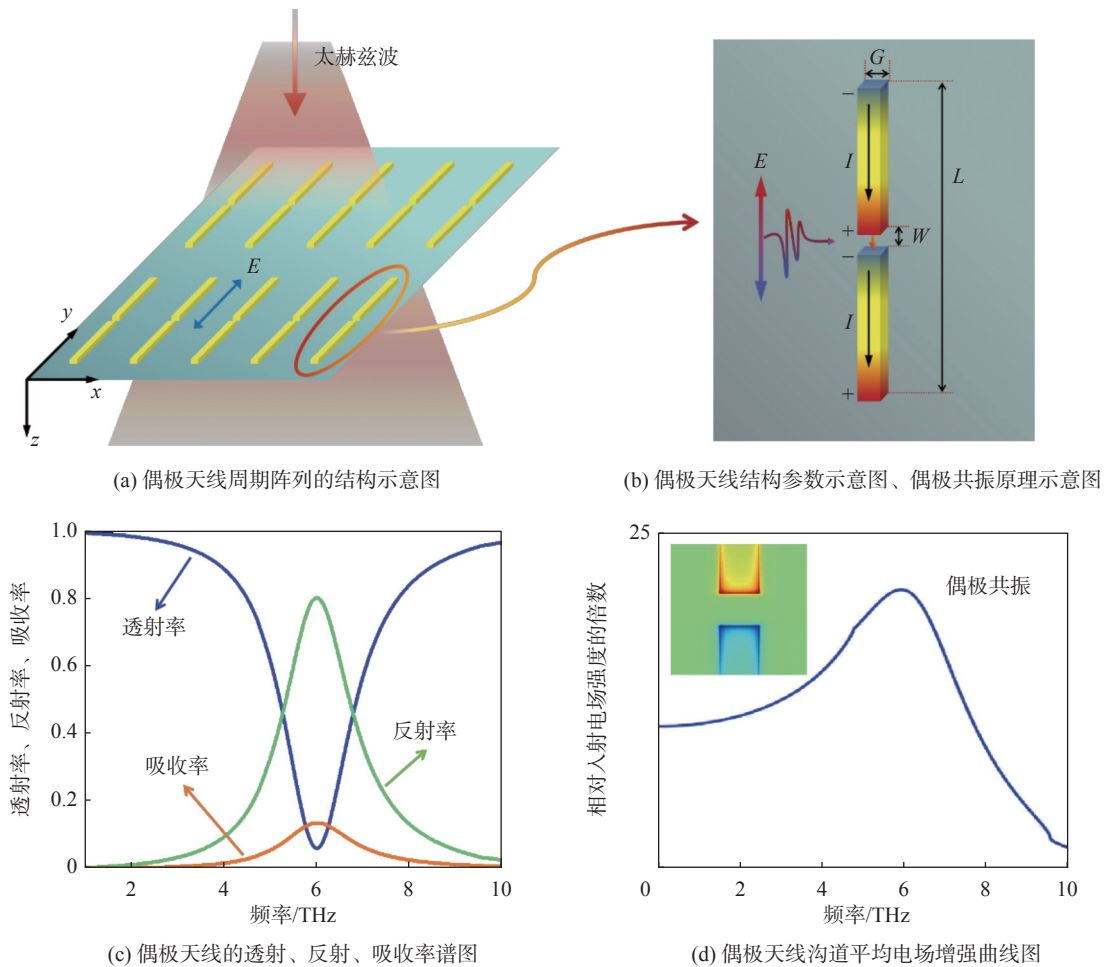 太赫兹波
E
y
x
z
G
−
I
E
L
+
W
−
I
+
(a) 偶极天线周期阵列的结构示意图
(b) 偶极天线结构参数示意图、偶极共振原理示意图
透射率、反射率、吸收率
1.0
0.8
0.6
0.4
0.2
0
透射率
反射率
吸收率
2
4
6
8
10
频率/THz
(c) 偶极天线的透射、反射、吸收率谱图
相对入射电场强度的倍数
25
偶极共振
0
2
4
6
8
10
频率/THz
(d) 偶极天线沟道平均电场增强曲线图